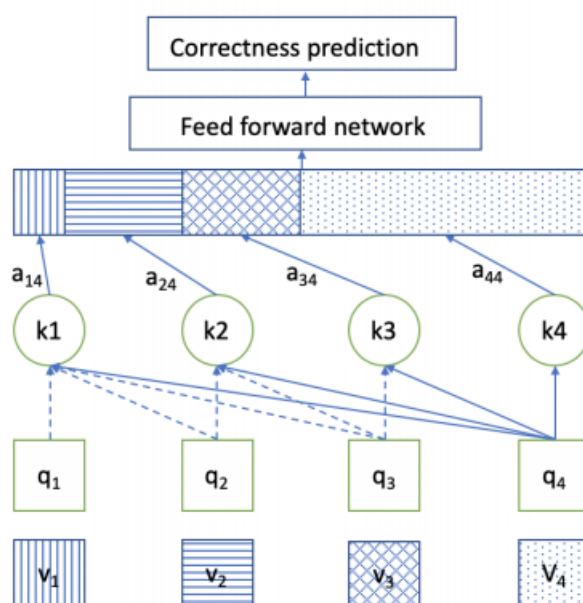 Correctness prediction
Feed forward network
a₁₄ a₂₄ a₃₄ a₄₄
k1 k2 k3 k4
q₁ q₂ q₃ q₄
v₁ v₂ v₃ V₄